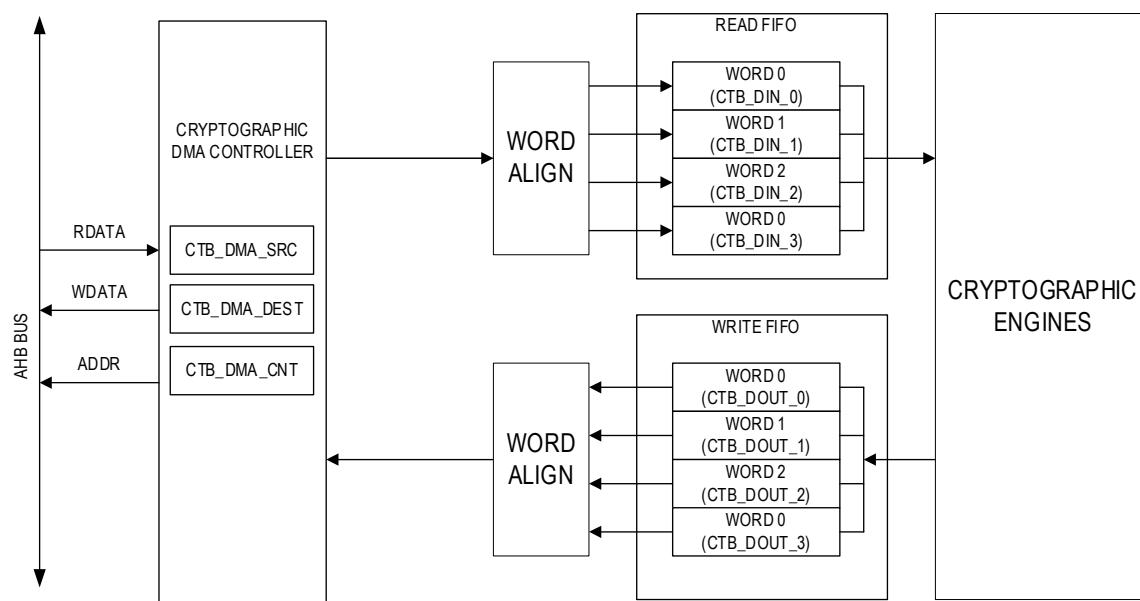 AHB BUS
RDATA
WDATA
ADDR
CRYPTOGRAPHIC
DMA CONTROLLER
CTB_DMA_SRC
CTB_DMA_DEST
CTB_DMA_CNT
WORD
ALIGN
READ FIFO
WORD 0
(CTB_DIN_0)
WORD 1
(CTB_DIN_1)
WORD 2
(CTB_DIN_2)
WORD 0
(CTB_DIN_3)
WORD
ALIGN
WRITE FIFO
WORD 0
(CTB_DOUT_0)
WORD 1
(CTB_DOUT_1)
WORD 2
(CTB_DOUT_2)
WORD 0
(CTB_DOUT_3)
CRYPTOGRAPHIC
ENGINES